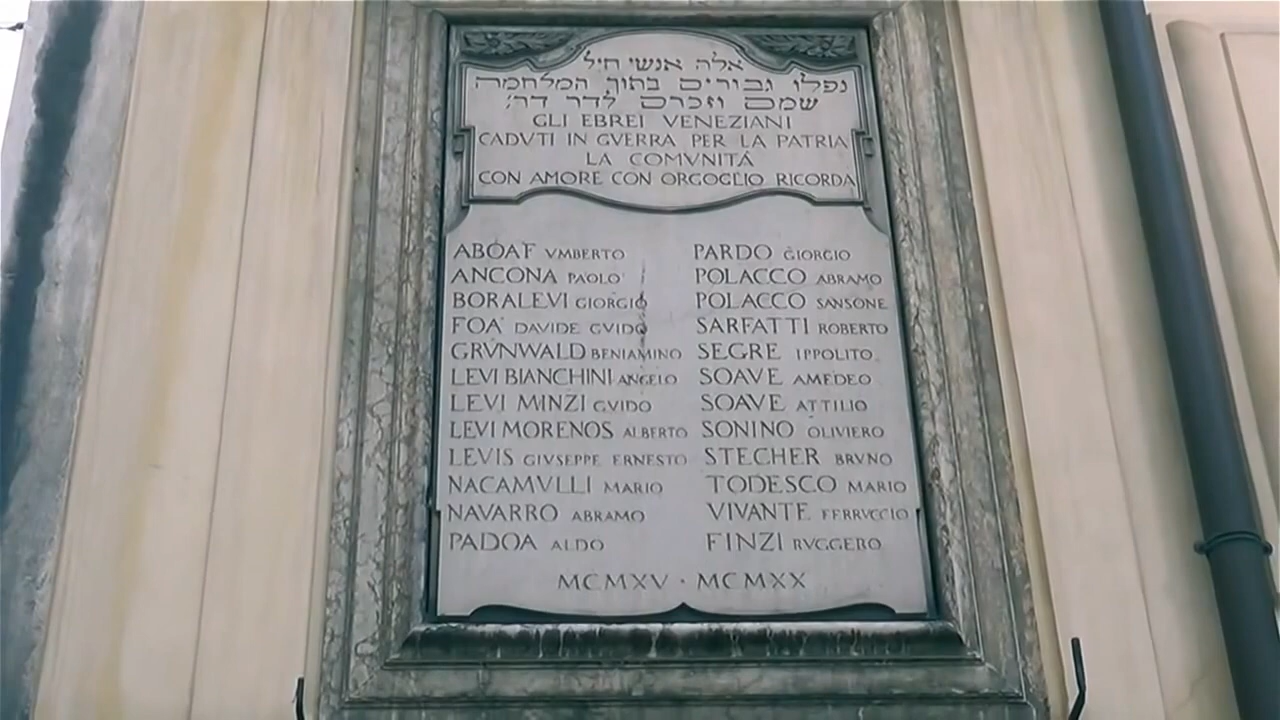 אלה אנשי חיל
נפלו גבורים בתוך המלחמה
שמם וזכרם לדר דר׳
GLI EBREI VENEZIANI
CADVTI IN GVERRA PER LA PATRIA
LA COMVNITÁ
CON AMORE CON ORGOGLIO RICORDA
ABOAF VMBERTO
ANCONA PAOLO
BORALEVI GIORGIO
FOA' DAVIDE GUIDO
GRVNWALD BENIAMINO
LEVI BIANCHINI ANGELO
LEVI MINZI GVIDO
LEVI MORENOS ALBERTO
LEVIS GIVSEPPE ERNESTO
NACAMVLLI MARIO
NAVARRO ABRAMO
PADOA ALDO
PARDO GIORGIO
POLACCO ABRAMO
POLACCO SANSONE
SARFATTI ROBERTO
SEGRE IPPOLITO
SOAVE AMEDEO
SOAVE ATTILIO
SONINO OLIVIERO
STECHER BRVNO
TODESCO MARIO
VIVANTE FERRVCCIO
FINZI RVGGERO
MCMXV · MCMXX